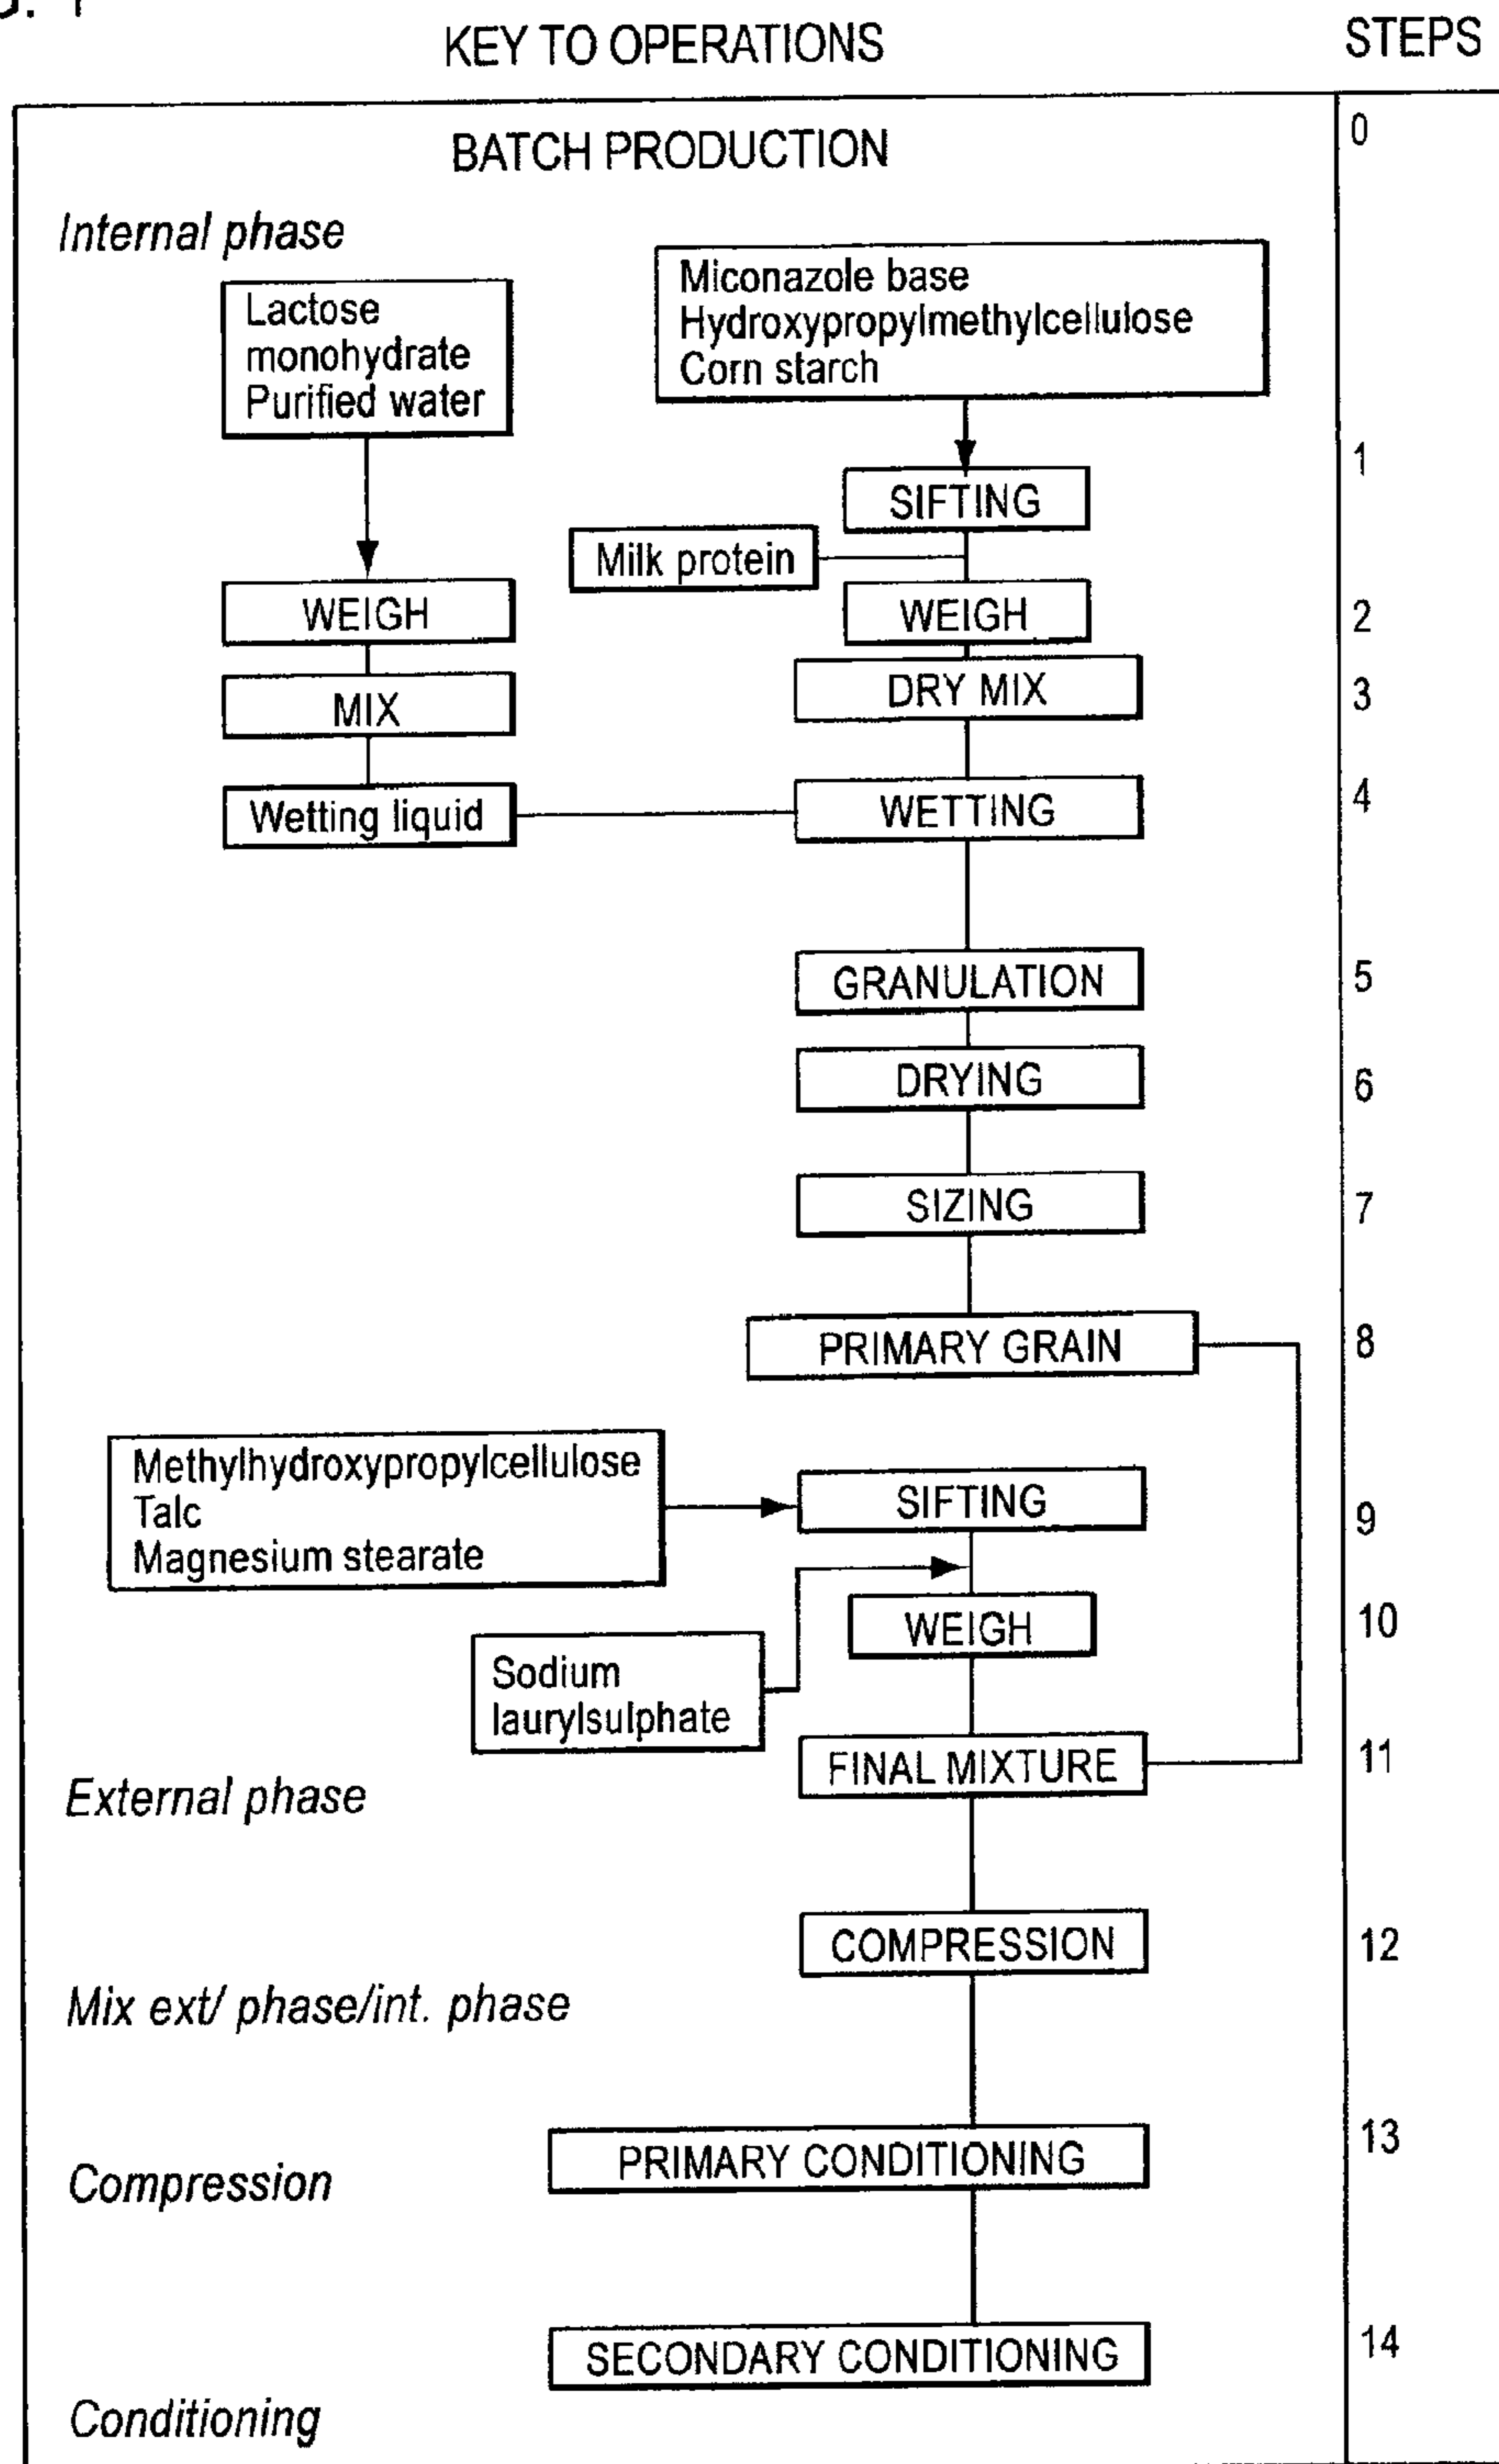 KEY TO OPERATIONS
STEPS
BATCH PRODUCTION
0
Internal phase
Lactose
monohydrate
Purified water
Miconazole base
Hydroxypropylmethylcellulose
Corn starch
SIFTING
1
Milk protein
WEIGH
WEIGH
2
MIX
DRY MIX
3
Wetting liquid
WETTING
4
GRANULATION
5
DRYING
6
SIZING
7
PRIMARY GRAIN
8
Methylhydroxypropylcellulose
Talc
Magnesium stearate
SIFTING
9
WEIGH
10
Sodium
laurylsulphate
FINAL MIXTURE
11
External phase
COMPRESSION
12
Mix ext/ phase/int. phase
PRIMARY CONDITIONING
13
Compression
SECONDARY CONDITIONING
14
Conditioning